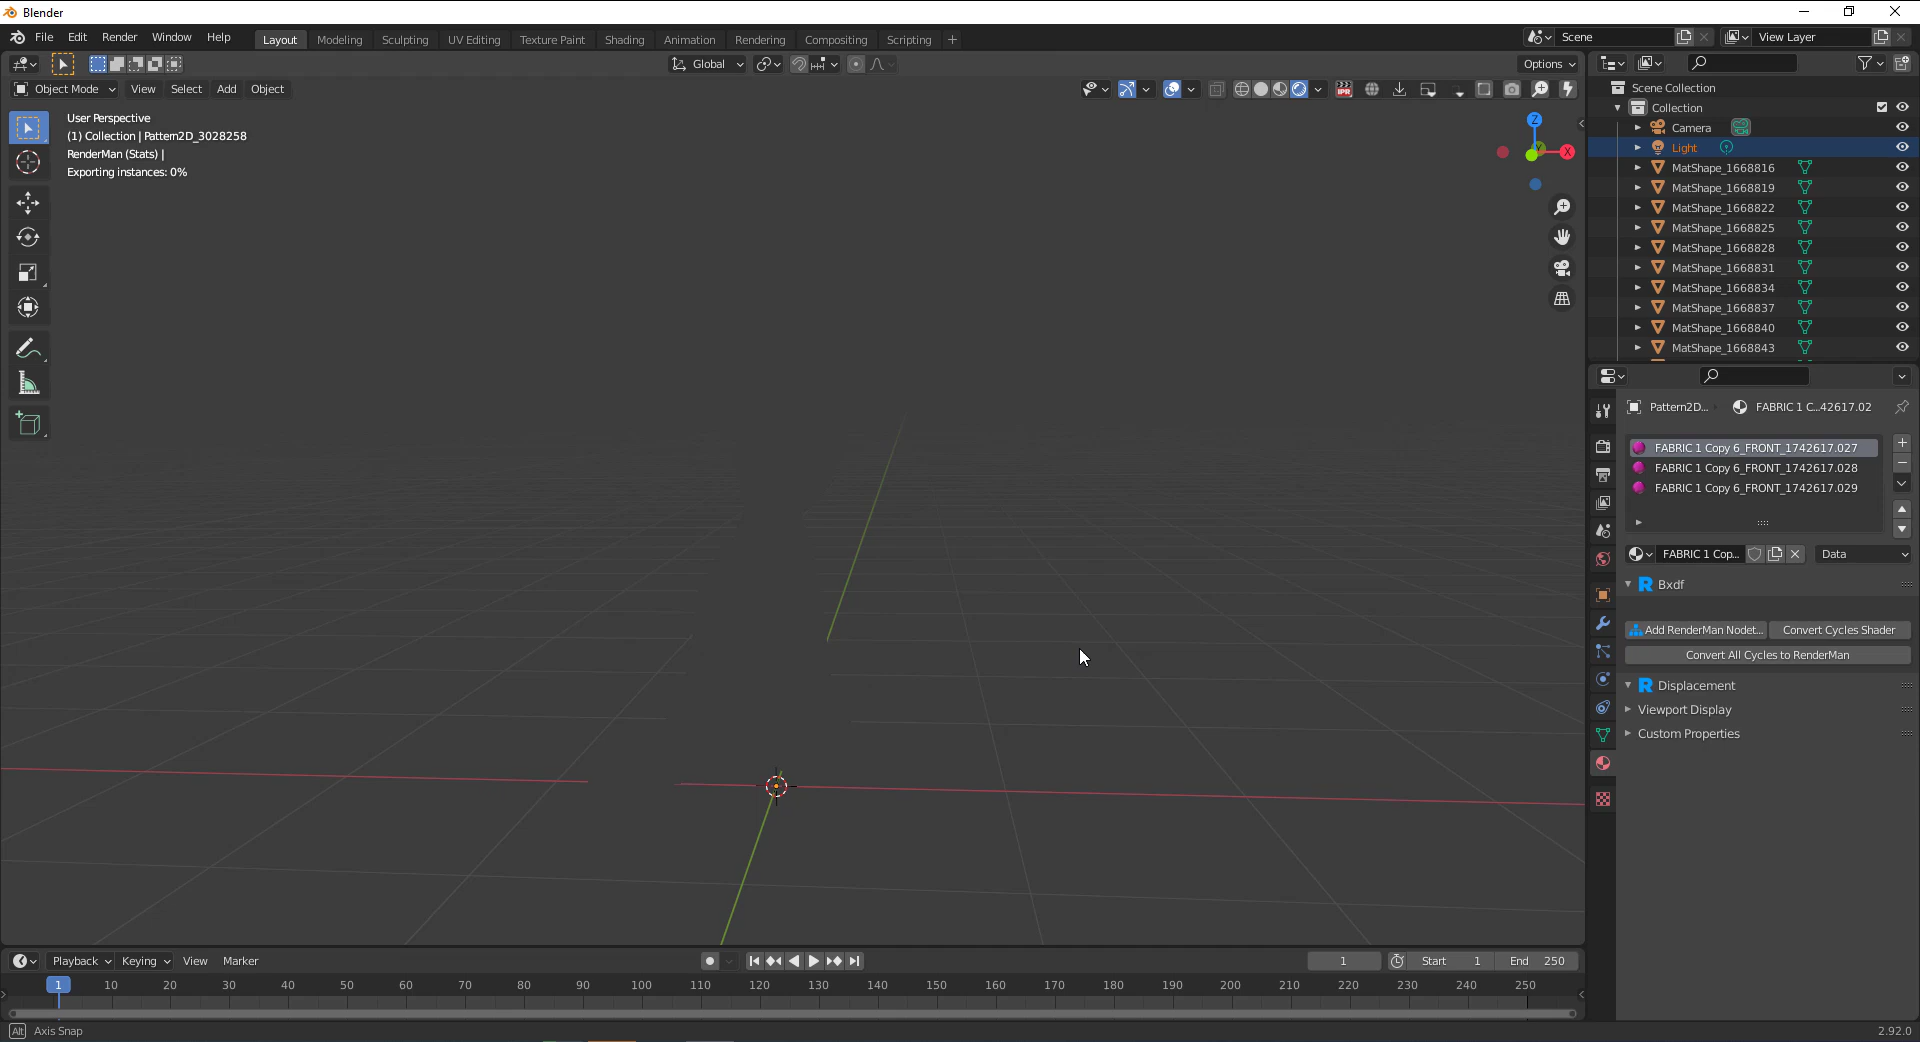 Blender
File Edit Render Window Help Layout Modeling Sculpting UV Editing Texture Paint Shading Animation Rendering Compositing Scripting + Scene View Layer
Global Options
Object Mode View Select Add Object IPR
User Perspective
(1) Collection | Pattern2D_3028258
RenderMan (Stats) |
Exporting instances: 0%
Z
X
Scene Collection
Collection
Camera
Light
MatShape_1668816
MatShape_1668819
MatShape_1668822
MatShape_1668825
MatShape_1668828
MatShape_1668831
MatShape_1668834
MatShape_1668837
MatShape_1668840
MatShape_1668843
Pattern2D... FABRIC 1 C...42617.02
FABRIC 1 Copy 6_FRONT_1742617.027
FABRIC 1 Copy 6_FRONT_1742617.028
FABRIC 1 Copy 6_FRONT_1742617.029
FABRIC 1 Cop... Data
R Bxdf
Add RenderMan Nodet... Convert Cycles Shader
Convert All Cycles to RenderMan
R Displacement
Viewport Display
Custom Properties
Playback Keying View Marker 1 Start 1 End 250
1 10 20 30 40 50 60 70 80 90 100 110 120 130 140 150 160 170 180 190 200 210 220 230 240 250
Alt Axis Snap 2.92.0